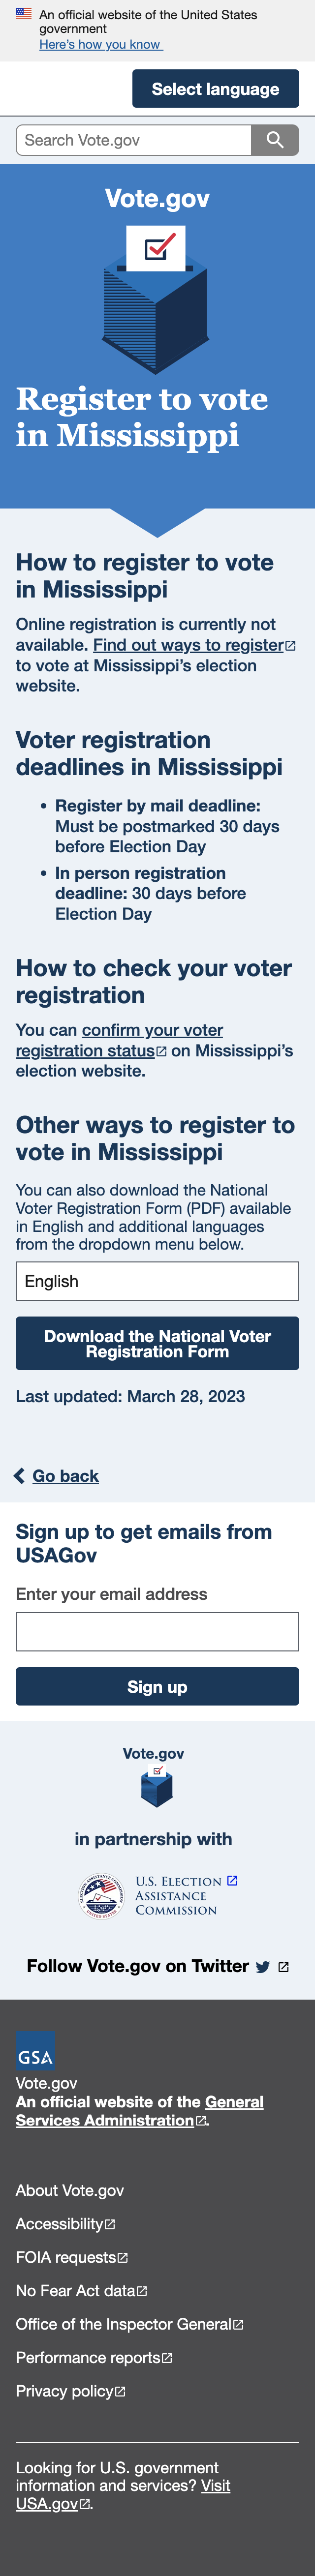 An official website of the United States
government
Here's how you know
Select language
Search Vote.gov
Vote.gov
Register to vote
in Mississippi
How to register to vote
in Mississippi
Online registration is currently not
available. Find out ways to register
to vote at Mississippi's election
website.
Voter registration
deadlines in Mississippi
• Register by mail deadline:
Must be postmarked 30 days
before Election Day
• In person registration
deadline: 30 days before
Election Day
How to check your voter
registration
You can confirm your voter
registration status on Mississippi's
election website.
Other ways to register to
vote in Mississippi
You can also download the National
Voter Registration Form (PDF) available
in English and additional languages
from the dropdown menu below.
English
Download the National Voter
Registration Form
Last updated: March 28, 2023
Go back
Sign up to get emails from
USAGov
Enter your email address
Sign up
Vote.gov
in partnership with
U.S. ELECTION
ASSISTANCE
COMMISSION
Follow Vote.gov on Twitter
GSA
Vote.gov
An official website of the General
Services Administration.
About Vote.gov
Accessibility
FOIA requests
No Fear Act data
Office of the Inspector General
Performance reports
Privacy policy
Looking for U.S. government
information and services? Visit
USA.gov.